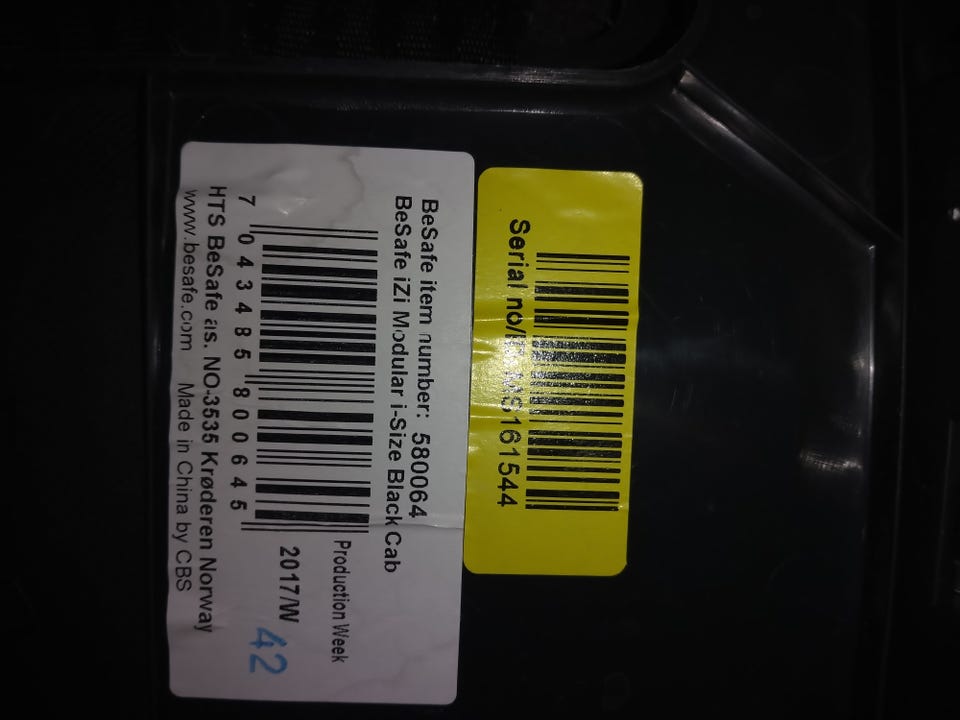 Serial no/ MS161544
BeSafe item number: 580064
BeSafe iZi Modular i-Size Black Cab
7 043485 800645
Production Week
2017/W 42
HTS BeSafe as. NO-3535 Krøderen Norway
www.besafe.com Made in China by CBS